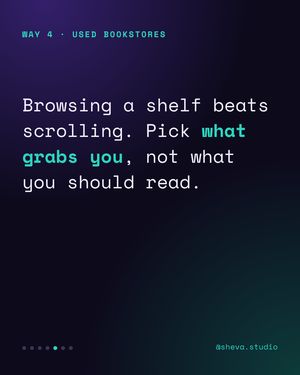 WAY 4 · USED BOOKSTORES
Browsing a shelf beats
scrolling. Pick what
grabs you, not what
you should read.
@sheva.studio